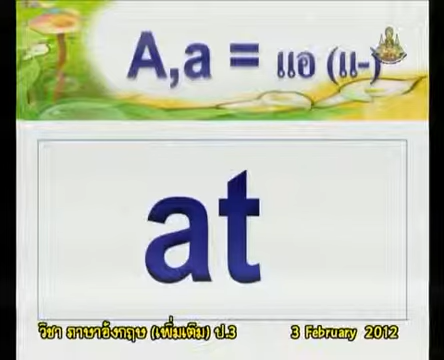 A,a = แอ (แ-)
at
วิชา ภาษาอังกฤษ (เพิ่มเติม) ป.3 3 February 2012